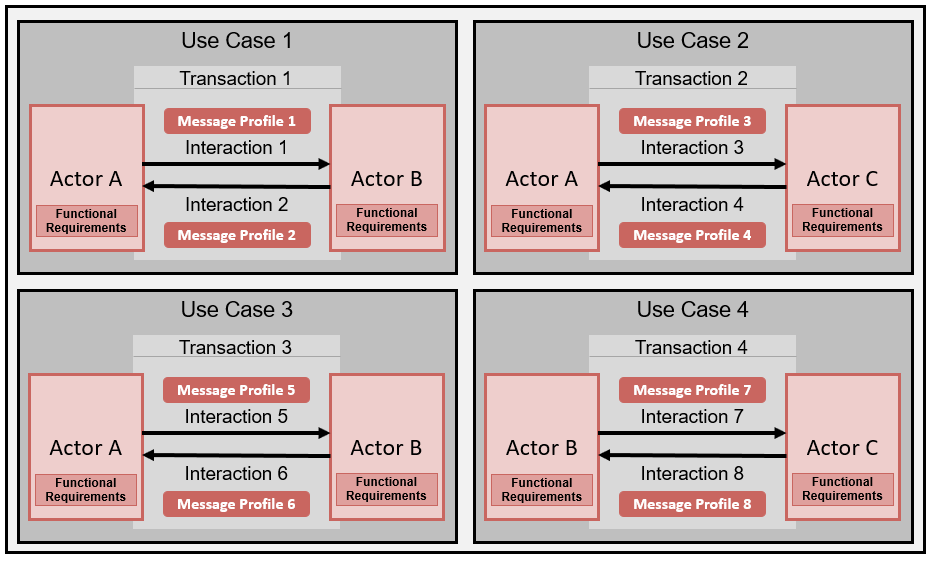 Use Case 1
Transaction 1
Message Profile 1
Interaction 1
Actor A
Actor B
Functional
Requirements
Functional
Requirements
Interaction 2
Message Profile 2
Use Case 2
Transaction 2
Message Profile 3
Interaction 3
Actor A
Actor C
Functional
Requirements
Functional
Requirements
Interaction 4
Message Profile 4
Use Case 3
Transaction 3
Message Profile 5
Interaction 5
Actor A
Actor B
Functional
Requirements
Functional
Requirements
Interaction 6
Message Profile 6
Use Case 4
Transaction 4
Message Profile 7
Interaction 7
Actor B
Actor C
Functional
Requirements
Functional
Requirements
Interaction 8
Message Profile 8